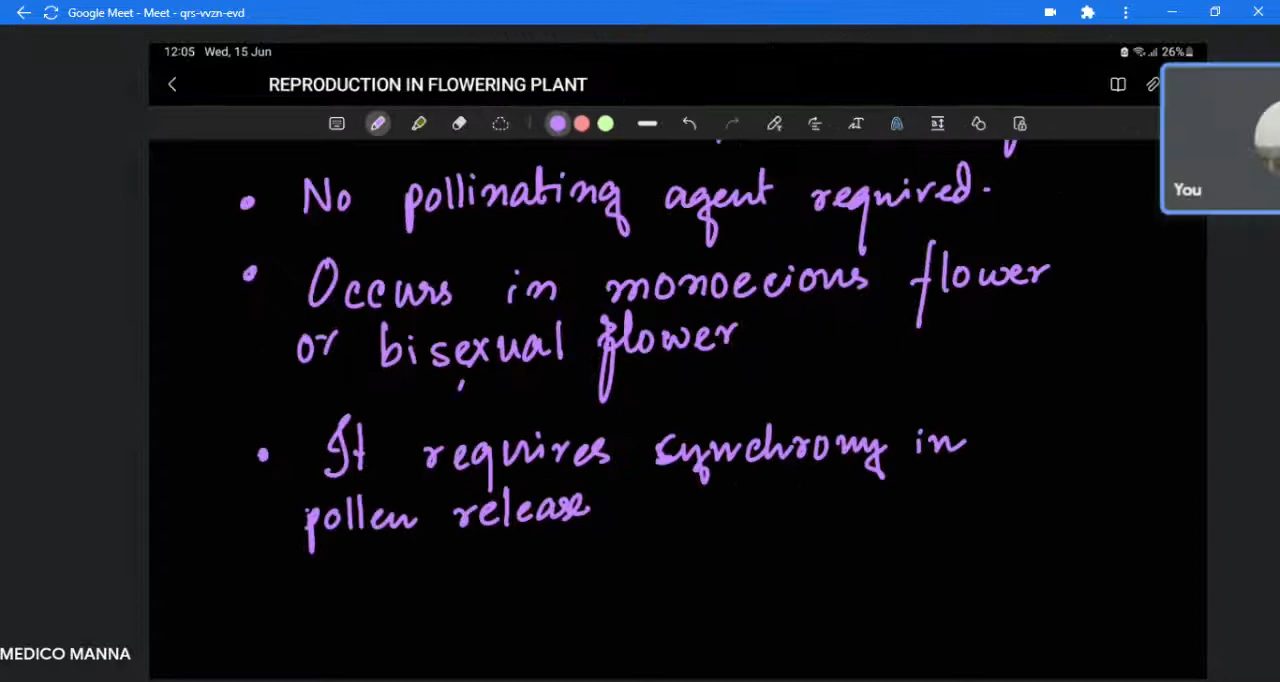 Google Meet - Meet - qrs-vvzn-evd
12:05 Wed, 15 Jun
26%
REPRODUCTION IN FLOWERING PLANT
You
• No pollinating agent required.
• Occurs in monoecious flower
or bisexual flower
• It requires synchrony in
pollen release
MEDICO MANNA